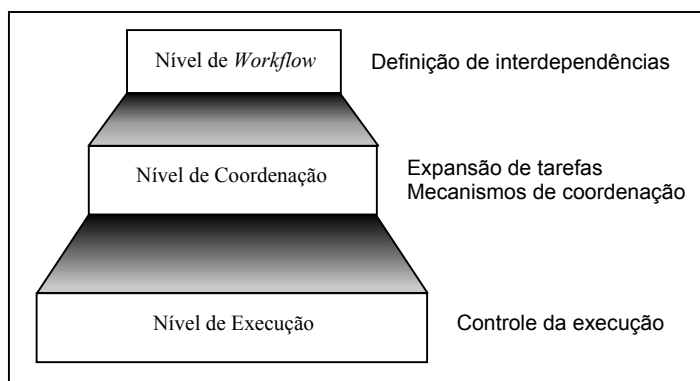 Nível de Workflow
Definição de interdependências
Nível de Coordenação
Expansão de tarefas
Mecanismos de coordenação
Nível de Execução
Controle da execução